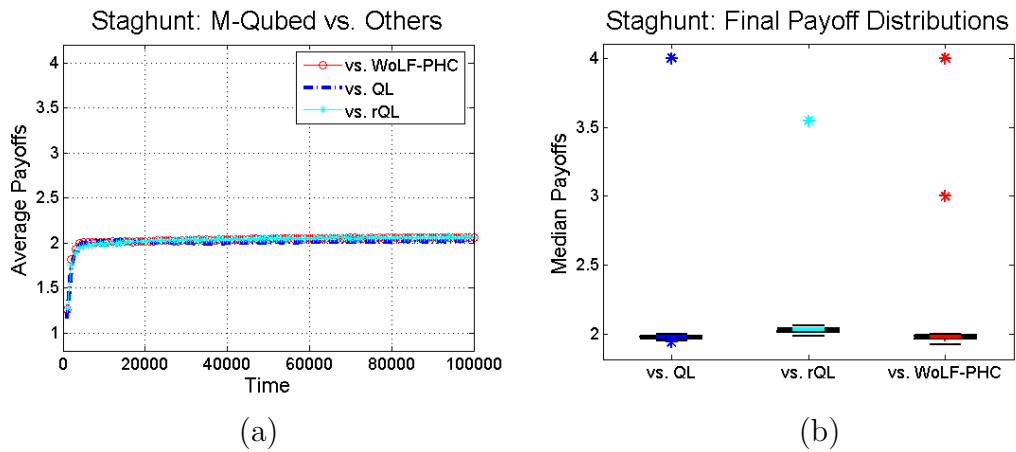 Staghunt: M-Qubed vs. Others
4
3.5
3
2.5
2
1.5
1
Average Payoffs
0
20000
40000
60000
80000
100000
Time
vs. WoLF-PHC
vs. QL
vs. rQL
(a)
Staghunt: Final Payoff Distributions
4
3.5
3
2.5
2
Median Payoffs
vs. QL
vs. rQL
vs. WoLF-PHC
(b)